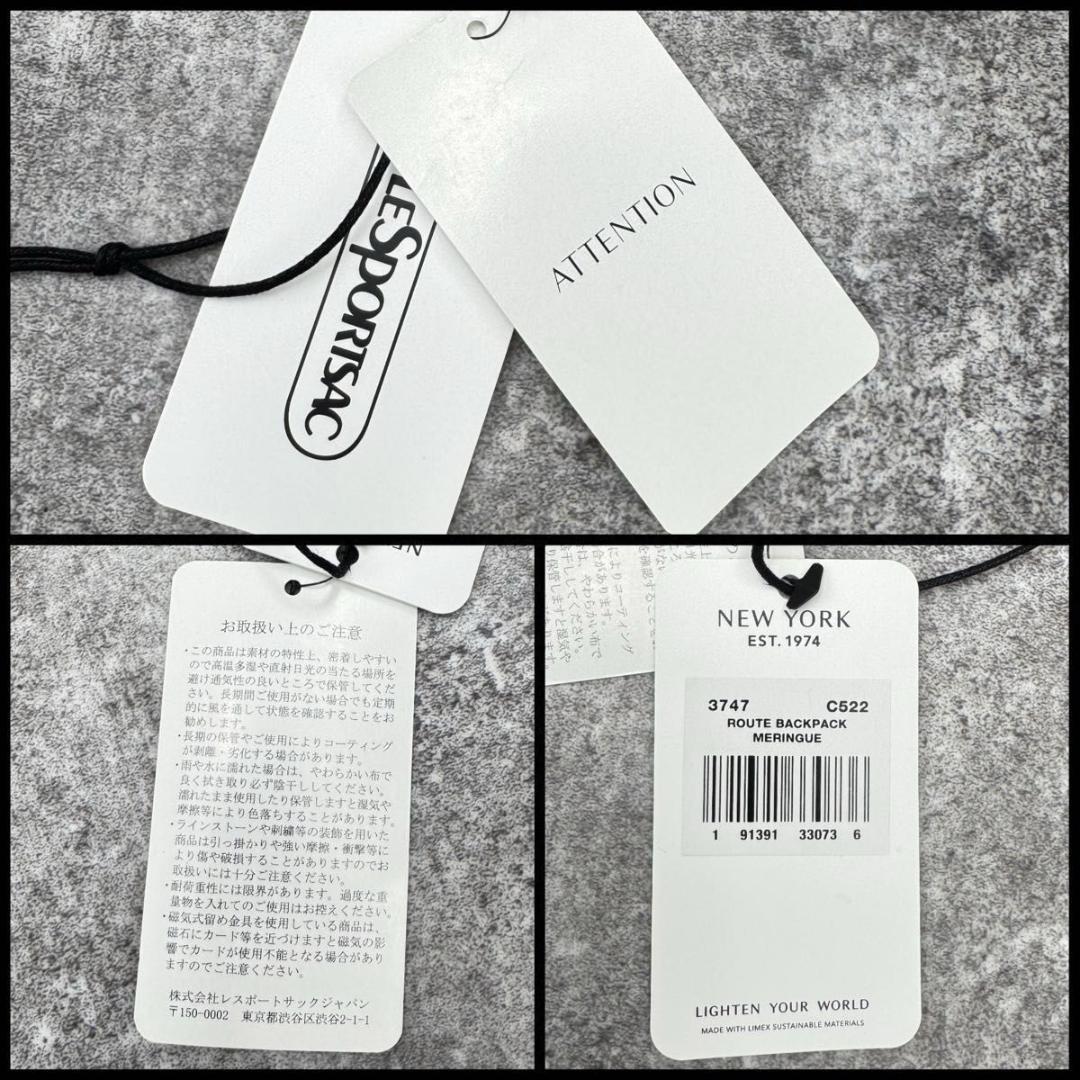 LESPORTSAC
ATTENTION
お取扱い上のご注意
・この商品は素材の特性上、密着しやすい
ので高温多湿や直射日光の当たる場所を
避け通気性の良いところで保管してくだ
さい。長期間ご使用がない場合でも定期
的に風を通して状態を確認することをお
勧めします。
・長期の保管やご使用によりコーティング
が剥離・劣化する場合があります。
・雨や水に濡れた場合は、やわらかい布で
良く拭き取り必ず陰干ししてください。
濡れたまま使用したり保管しますと湿気や
摩擦等により色落ちすることがあります。
・ラインストーンや刺繍等の装飾を用いた
商品は引っ掛かりや強い摩擦・衝撃等に
より傷や破損することがありますのでお
取扱いには十分ご注意ください。
・耐荷重性には限界があります。過度な重
量物を入れてのご使用はお控えください。
・磁気式留め金具を使用している商品は、
磁石にカード等を近づけますと磁気の影
響でカードが使用不能となる場合があり
ますのでご注意ください。
株式会社レスポートサックジャパン
〒150-0002 東京都渋谷区渋谷2-1-1
NEW YORK
EST. 1974
3747 C522
ROUTE BACKPACK
MERINGUE
1 91391 33073 6
LIGHTEN YOUR WORLD
MADE WITH LIMEX SUSTAINABLE MATERIALS